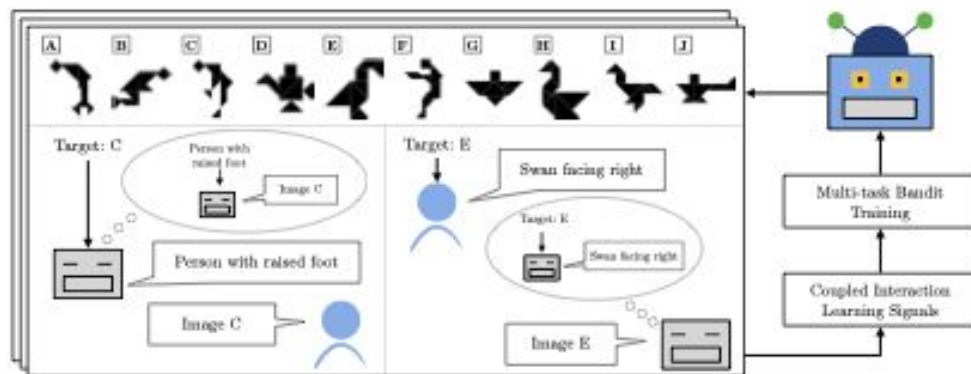 A B C D E F G H I J
Target: C
Person with
raised foot
Image C
Person with raised foot
Image C
Target: E
Swan facing right
Target: E
Swan facing right
Image E
Multi-task Bandit
Training
Coupled Interaction
Learning Signals